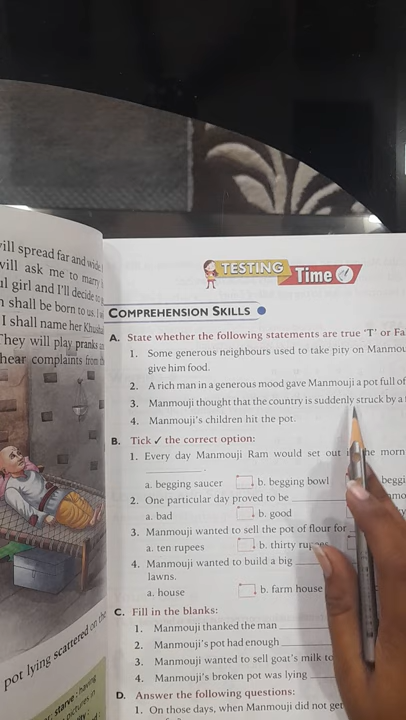 will spread far and wide.
will ask me to marry
girl and I'll decide to
shall be born to us. I
I shall name her
They will play pranks
hear complaints from
pot lying scattered on the
starve : having
pictures in
TESTING Time
COMPREHENSION SKILLS
A. State whether the following statements are true 'T' or
1. Some generous neighbours used to take pity on
give him food.
2. A rich man in a generous mood gave Manmouji a pot full of
3. Manmouji thought that the country is suddenly struck by a
4. Manmouji's children hit the pot.
B. Tick ✓ the correct option:
1. Every day Manmouji Ram would set out the
____________.
a. begging saucer b. begging bowl
2. One particular day proved to be
a. bad b. good
3. Manmouji wanted to sell the pot of flour for
a. ten rupees b. thirty
4. Manmouji wanted to build a big
lawns.
a. house b. farm house
C. Fill in the blanks:
1. Manmouji thanked the man
2. Manmouji's pot had enough
3. Manmouji wanted to sell goat's milk to
4. Manmouji's broken pot was lying
D. Answer the following questions:
1. On those days, when Manmouji did not get